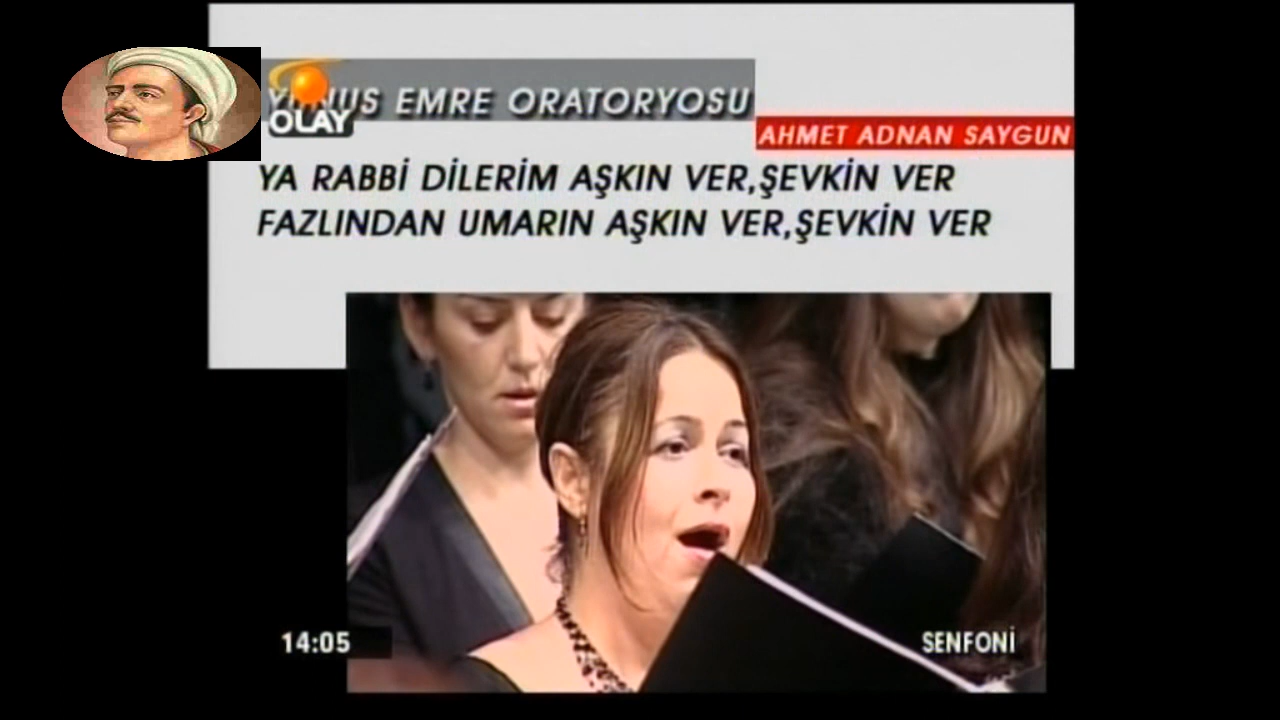 YUNUS EMRE ORATORYOSU
OLAY
AHMET ADNAN SAYGUN
YA RABBİ DİLERİM AŞKIN VER,ŞEVKİN VER
FAZLINDAN UMARIN AŞKIN VER,ŞEVKİN VER
14:05
SENFONİ